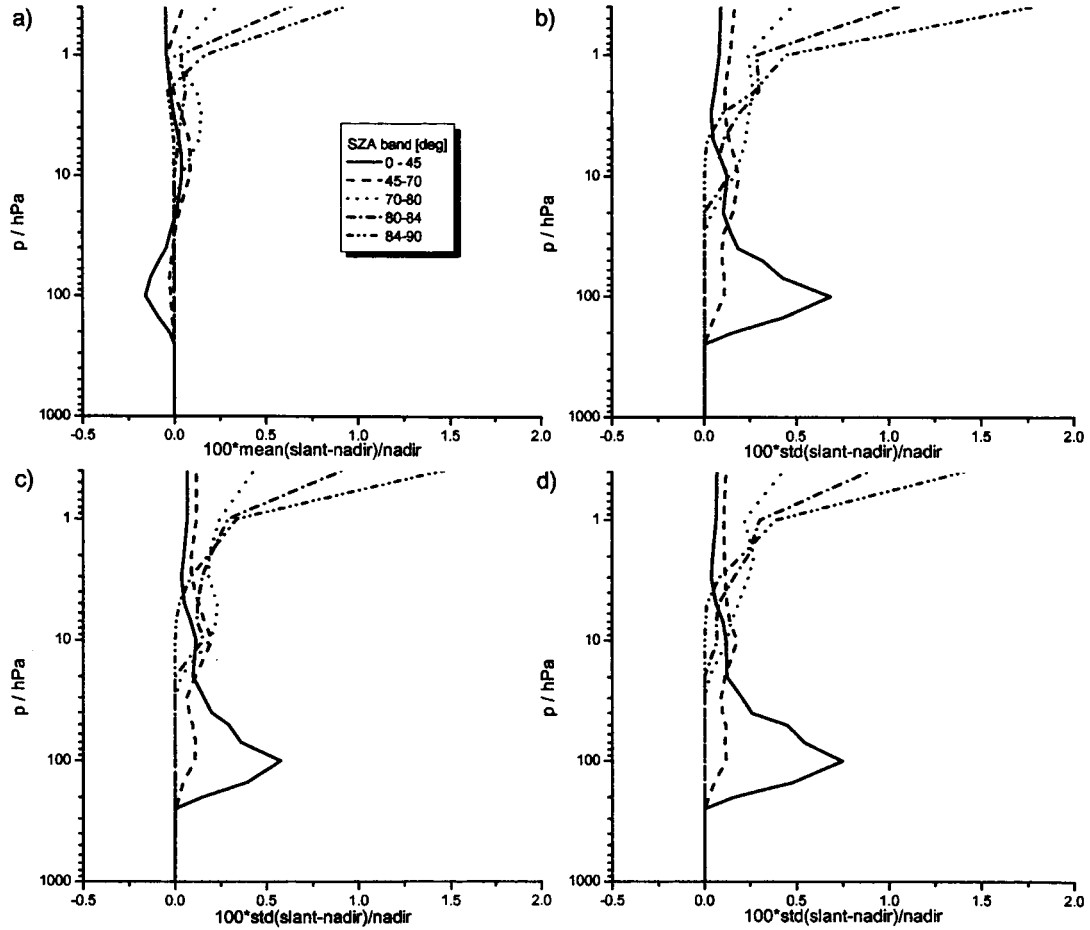 a)
1
10
100
1000
p / hPa
-0.5 0.0 0.5 1.0 1.5 2.0
100*mean(slant-nadir)/nadir
SZA band [deg]
0 - 45
45-70
70-80
80-84
84-90
b)
1
10
100
1000
p / hPa
-0.5 0.0 0.5 1.0 1.5 2.0
100*std(slant-nadir)/nadir
c)
1
10
100
1000
p / hPa
-0.5 0.0 0.5 1.0 1.5 2.0
100*std(slant-nadir)/nadir
d)
1
10
100
1000
p / hPa
-0.5 0.0 0.5 1.0 1.5 2.0
100*std(slant-nadir)/nadir